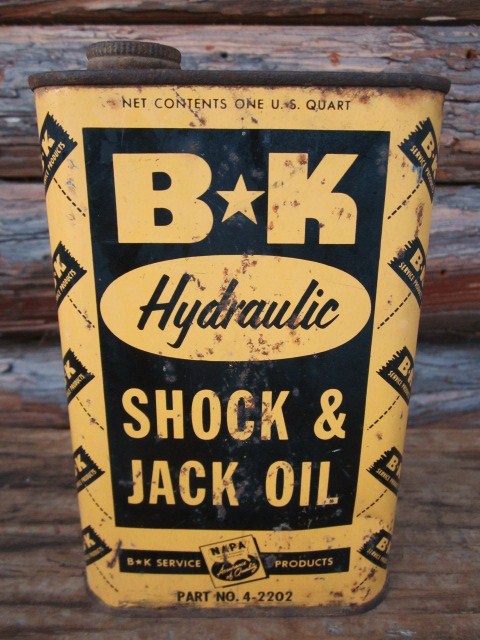 NET CONTENTS ONE U.S. QUART
B★K
Hydraulic
SHOCK &
JACK OIL
NAPA
B★K SERVICE PRODUCTS
PART NO. 4-2202